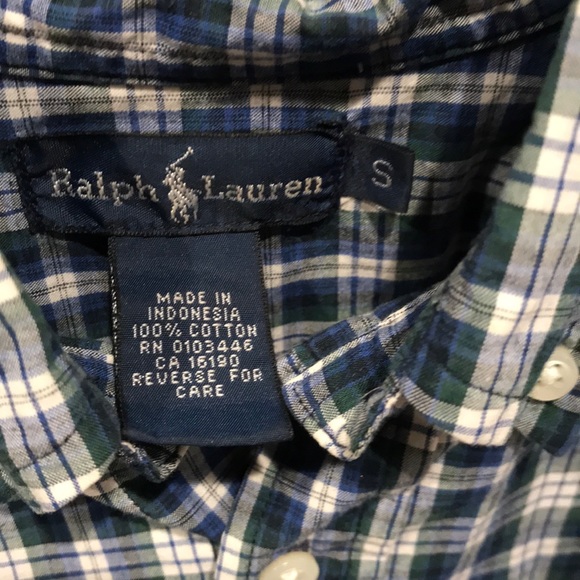 Ralph Lauren
S
MADE IN
INDONESIA
100% COTTON
RN 0103446
CA 16190
REVERSE FOR
CARE